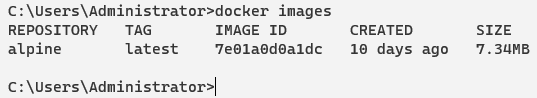 C:\Users\Administrator>docker images
REPOSITORY   TAG       IMAGE ID       CREATED       SIZE
alpine       latest    7e01a0d0a1dc   10 days ago   7.34MB
C:\Users\Administrator>